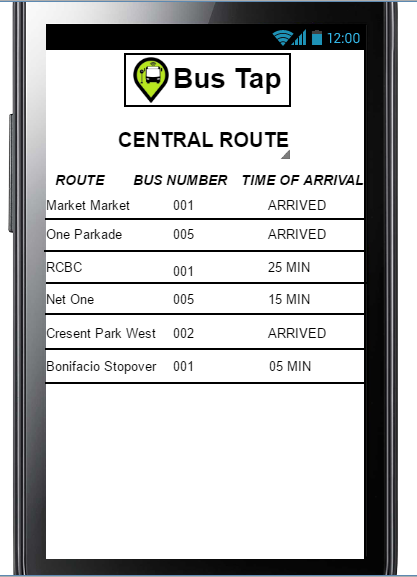 12:00
Bus Tap
CENTRAL ROUTE
ROUTE BUS NUMBER TIME OF ARRIVAL
Market Market 001 ARRIVED
One Parkade 005 ARRIVED
RCBC 001 25 MIN
Net One 005 15 MIN
Cresent Park West 002 ARRIVED
Bonifacio Stopover 001 05 MIN